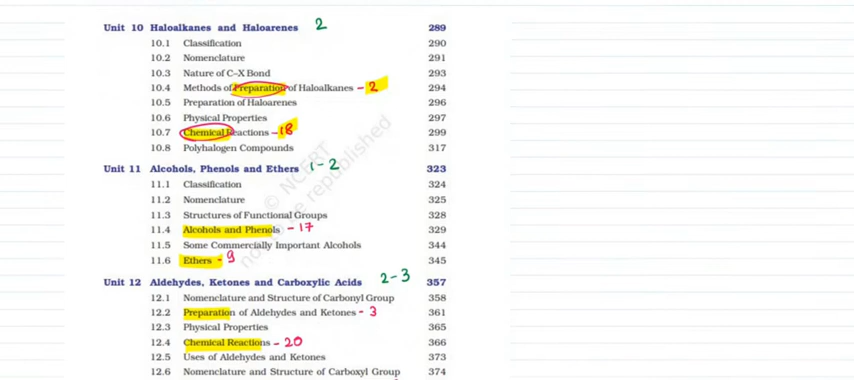 Unit 10 Haloalkanes and Haloarenes 2 289
10.1 Classification 290
10.2 Nomenclature 291
10.3 Nature of C–X Bond 293
10.4 Methods of Preparation of Haloalkanes - 2 294
10.5 Preparation of Haloarenes 296
10.6 Physical Properties 297
10.7 Chemical Reactions - 18 299
10.8 Polyhalogen Compounds 317
Unit 11 Alcohols, Phenols and Ethers 1-2 323
11.1 Classification 324
11.2 Nomenclature 325
11.3 Structures of Functional Groups 328
11.4 Alcohols and Phenols - 17 329
11.5 Some Commercially Important Alcohols 344
11.6 Ethers - 9 345
Unit 12 Aldehydes, Ketones and Carboxylic Acids 2-3 357
12.1 Nomenclature and Structure of Carbonyl Group 358
12.2 Preparation of Aldehydes and Ketones - 3 361
12.3 Physical Properties 365
12.4 Chemical Reactions - 20 366
12.5 Uses of Aldehydes and Ketones 373
12.6 Nomenclature and Structure of Carboxyl Group 374
© NCERT
not to be republished